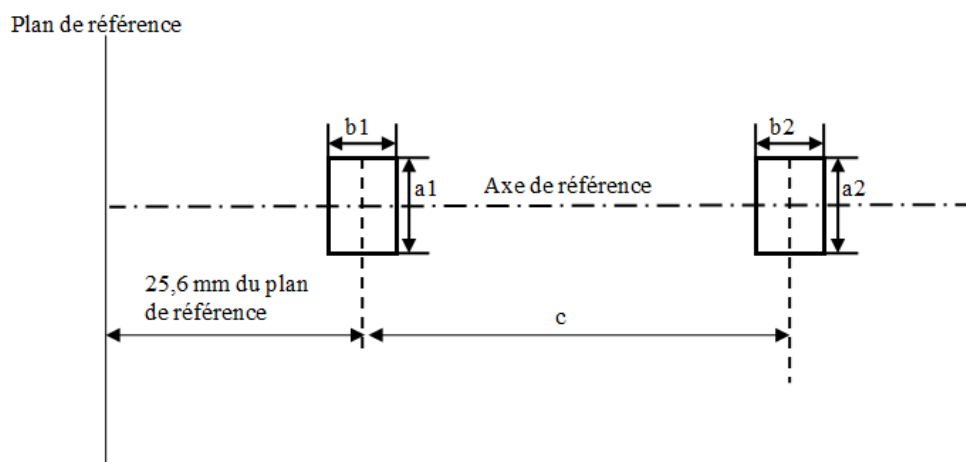 Plan de référence
b1
b2
a1
Axe de référence
a2
25,6 mm du plan
de référence
c